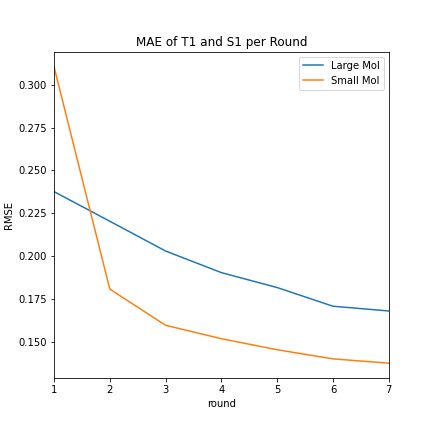 MAE of T1 and S1 per Round
Large Mol
Small Mol
0.300
0.275
0.250
0.225
0.200
0.175
0.150
RMSE
1 2 3 4 5 6 7
round